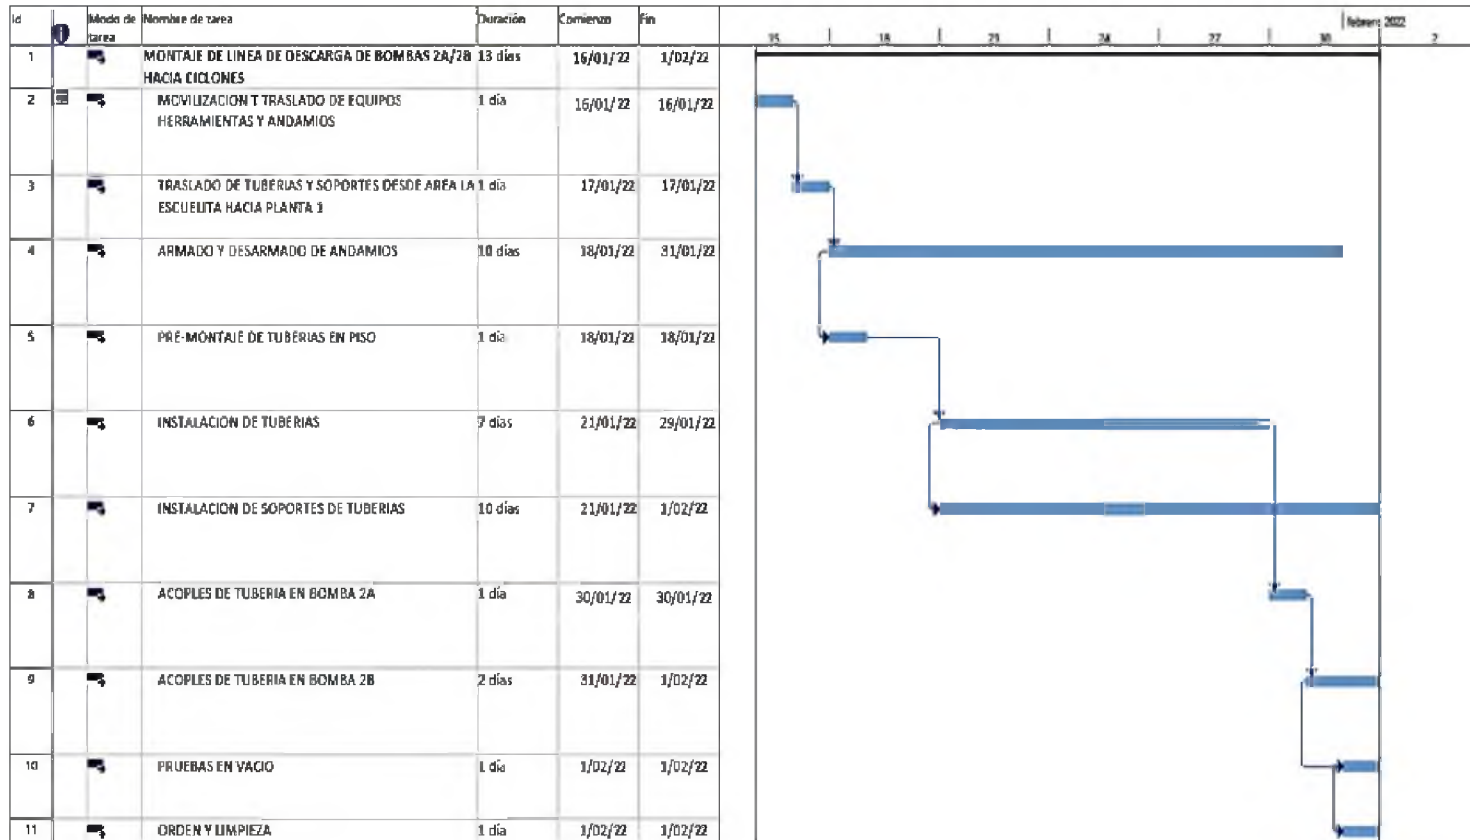 Id Modo de Nombre de tarea Duración Comienzo Fin febrero 2022
tarea 15 18 21 24 27 30 2
1 MONTAJE DE LINEA DE DESCARGA DE BOMBAS 2A/2B 13 días 16/01/22 1/02/22
HACIA CICLONES
2 MOVILIZACION T TRASLADO DE EQUIPOS 1 día 16/01/22 16/01/22
HERRAMIENTAS Y ANDAMIOS
3 TRASLADO DE TUBERIAS Y SOPORTES DESDE AREA LA 1 día 17/01/22 17/01/22
ESCUELITA HACIA PLANTA 1
4 ARMADO Y DESARMADO DE ANDAMIOS 10 días 18/01/22 31/01/22
5 PRE-MONTAJE DE TUBERIAS EN PISO 1 día 18/01/22 18/01/22
6 INSTALACION DE TUBERIAS 7 días 21/01/22 29/01/22
7 INSTALACION DE SOPORTES DE TUBERIAS 10 días 21/01/22 1/02/22
8 ACOPLES DE TUBERIA EN BOMBA 2A 1 día 30/01/22 30/01/22
9 ACOPLES DE TUBERIA EN BOMBA 2B 2 días 31/01/22 1/02/22
10 PRUEBAS EN VACIO 1 día 1/02/22 1/02/22
11 ORDEN Y LIMPIEZA 1 día 1/02/22 1/02/22